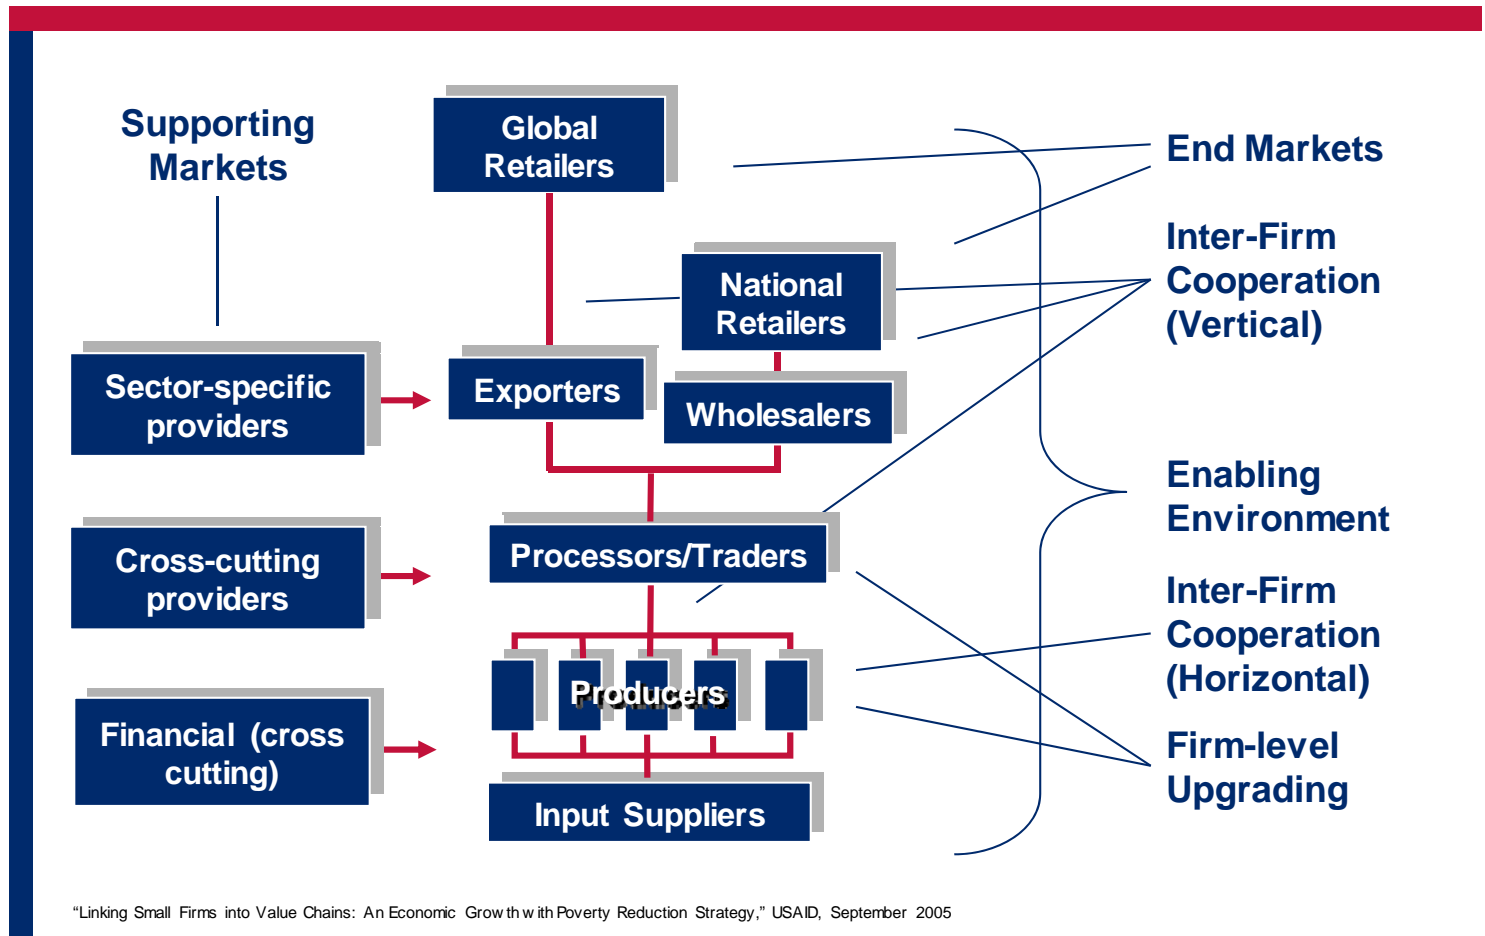 Supporting
Markets
Global
Retailers
End Markets
Inter-Firm
Cooperation
(Vertical)
National
Retailers
Sector-specific
providers
Exporters
Wholesalers
Enabling
Environment
Cross-cutting
providers
Processors/Traders
Inter-Firm
Cooperation
(Horizontal)
Producers
Financial (cross
cutting)
Firm-level
Upgrading
Input Suppliers
“Linking Small Firms into Value Chains: An Economic Growth with Poverty Reduction Strategy,” USAID, September 2005